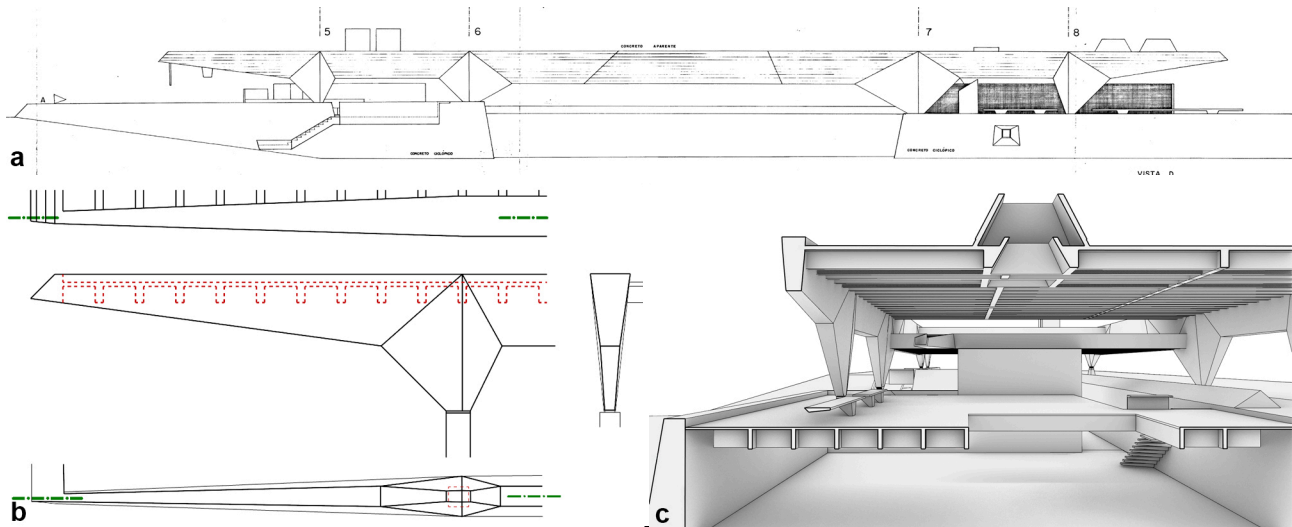 5
6
7
8
CONCRETO APARENTE
A
CONCRETO CICLÓPICO
CONCRETO CICLÓPICO
VISTA D
a
b
c